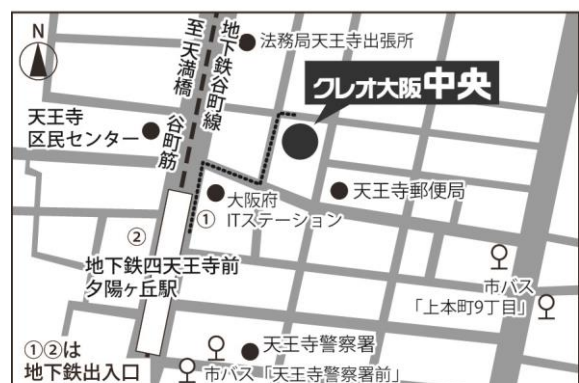 N
至 天満橋
地下鉄谷町線
谷町筋
法務局天王寺出張所
クレオ大阪中央
天王寺
区民センター
大阪府
ITステーション
天王寺郵便局
①
②
地下鉄四天王寺前
夕陽ヶ丘駅
市バス
「上本町9丁目」
①②は
地下鉄出入口
天王寺警察署
市バス「天王寺警察署前」